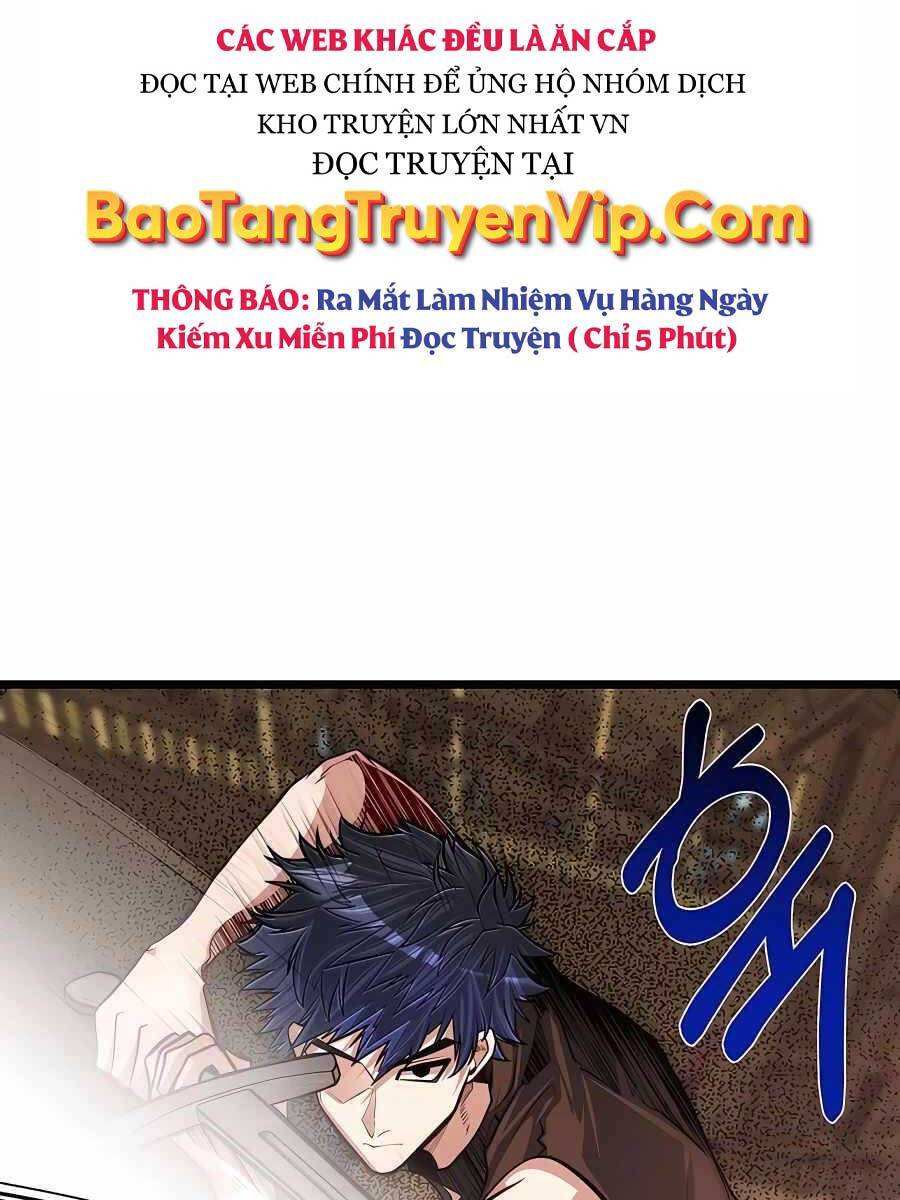 CÁC WEB KHÁC ĐỀU LÀ ĂN CẮP
ĐỌC TẠI WEB CHÍNH ĐỂ ỦNG HỘ NHÓM DỊCH
KHO TRUYỆN LỚN NHẤT VN
ĐỌC TRUYỆN TẠI
BaoTangTruyenVip.Com
THÔNG BÁO: Ra Mắt Làm Nhiệm Vụ Hàng Ngày
Kiếm Xu Miễn Phí Đọc Truyện ( Chỉ 5 Phút)